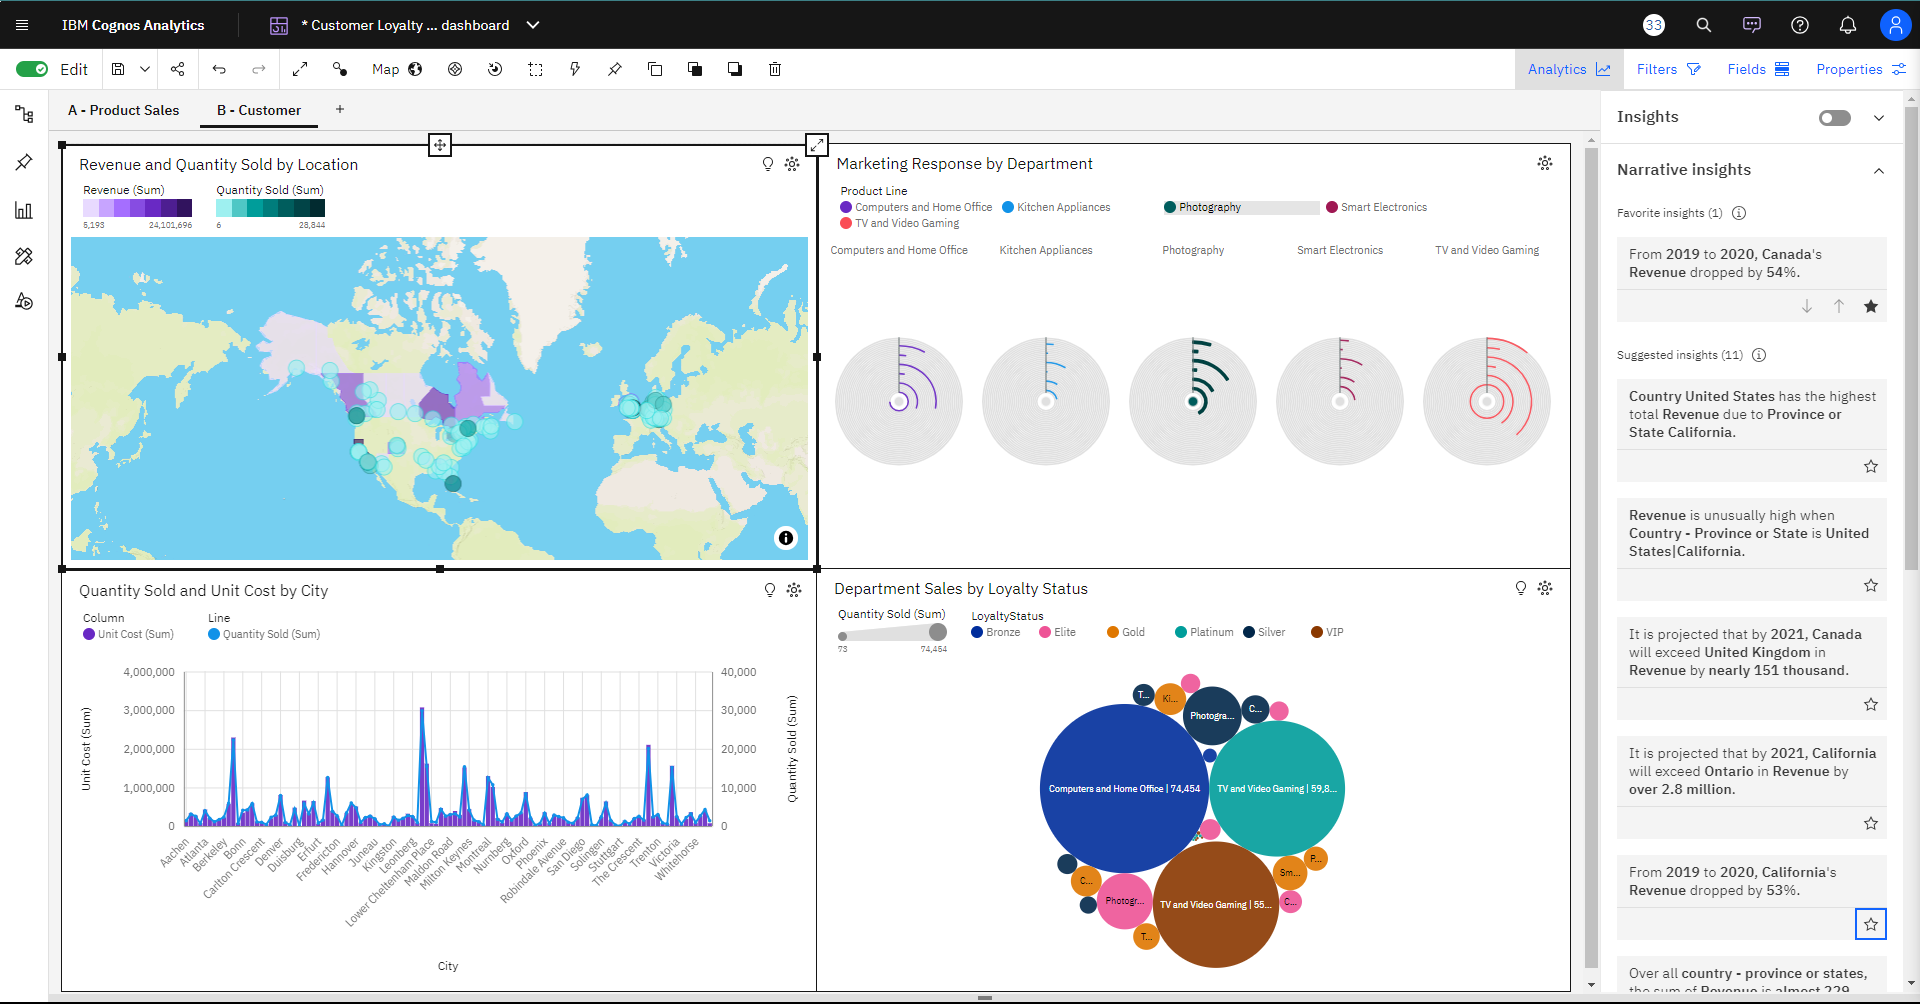 IBM Cognos Analytics
* Customer Loyalty ... dashboard
33
Edit
Map
Analytics
Filters
Fields
Properties
A - Product Sales
B - Customer
+
Revenue and Quantity Sold by Location
Revenue (Sum)
Quantity Sold (Sum)
5,193
24,101,696
6
28,844
Marketing Response by Department
Product Line
Computers and Home Office
Kitchen Appliances
Photography
Smart Electronics
TV and Video Gaming
Computers and Home Office
Kitchen Appliances
Photography
Smart Electronics
TV and Video Gaming
Quantity Sold and Unit Cost by City
Column
Line
Unit Cost (Sum)
Quantity Sold (Sum)
Unit Cost (Sum)
4,000,000
3,000,000
2,000,000
1,000,000
0
40,000
30,000
20,000
10,000
0
Quantity Sold (Sum)
Aachen
Atlanta
Berkeley
Bonn
Carlton Crescent
Denver
Duisburg
Erfurt
Fredericton
Hannover
Juneau
Kingston
Leonberg
Lower Cheltenham Place
Maldon Road
Milton Keynes
Montreal
Nurnberg
Oxford
Phoenix
Robindale Avenue
San Diego
Solingen
Stuttgart
The Crescent
Trenton
Victoria
Whitehorse
City
Department Sales by Loyalty Status
Quantity Sold (Sum)
73
74,454
LoyaltyStatus
Bronze
Elite
Gold
Platinum
Silver
VIP
T...
Ki...
Photogra...
C...
Computers and Home Office | 74,454
TV and Video Gaming | 59,8...
P...
Sm...
C...
C...
Photogr...
TV and Video Gaming | 55...
T...
Insights
Narrative insights
Favorite insights (1)
From 2019 to 2020, Canada's
Revenue dropped by 54%.
Suggested insights (11)
Country United States has the highest
total Revenue due to Province or
State California.
Revenue is unusually high when
Country - Province or State is United
States|California.
It is projected that by 2021, Canada
will exceed United Kingdom in
Revenue by nearly 151 thousand.
It is projected that by 2021, California
will exceed Ontario in Revenue by
over 2.8 million.
From 2019 to 2020, California's
Revenue dropped by 53%.
Over all country - province or states,
the sum of Revenue is almost 229